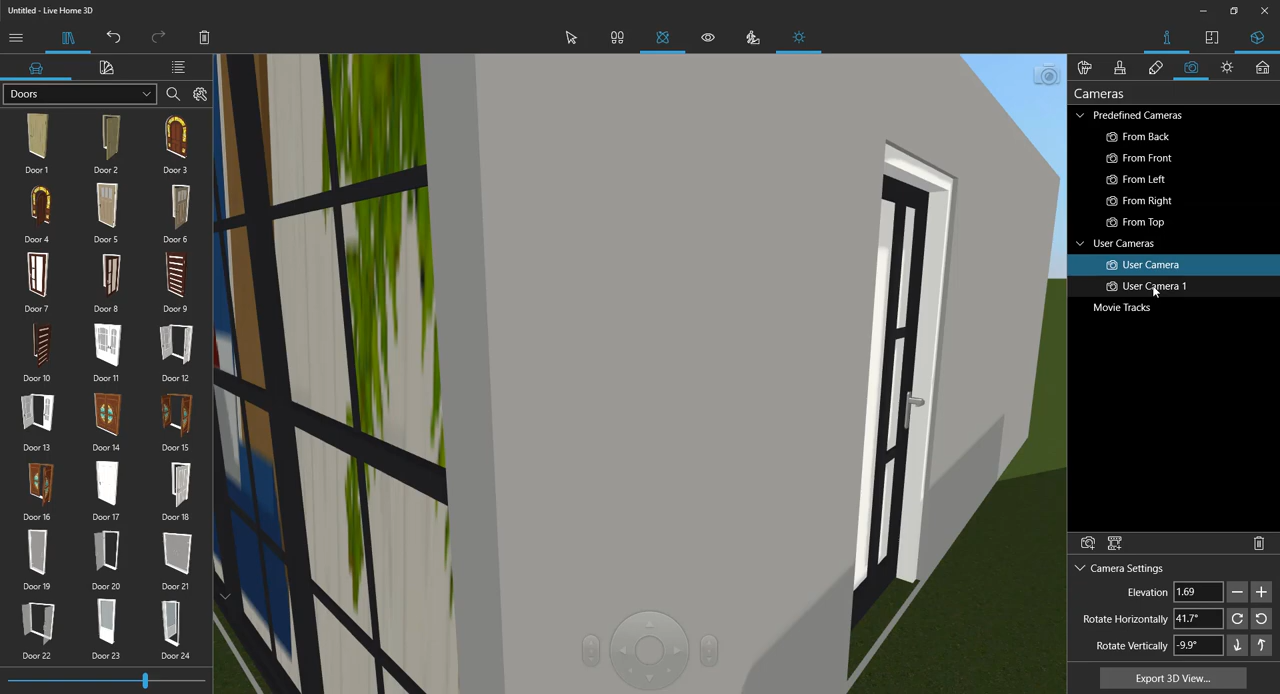 Untitled - Live Home 3D
Doors
Door 1
Door 2
Door 3
Door 4
Door 5
Door 6
Door 7
Door 8
Door 9
Door 10
Door 11
Door 12
Door 13
Door 14
Door 15
Door 16
Door 17
Door 18
Door 19
Door 20
Door 21
Door 22
Door 23
Door 24
Cameras
Predefined Cameras
From Back
From Front
From Left
From Right
From Top
User Cameras
User Camera
User Camera 1
Movie Tracks
Camera Settings
Elevation 1.69
Rotate Horizontally 41.7°
Rotate Vertically -9.9°
Export 3D View...